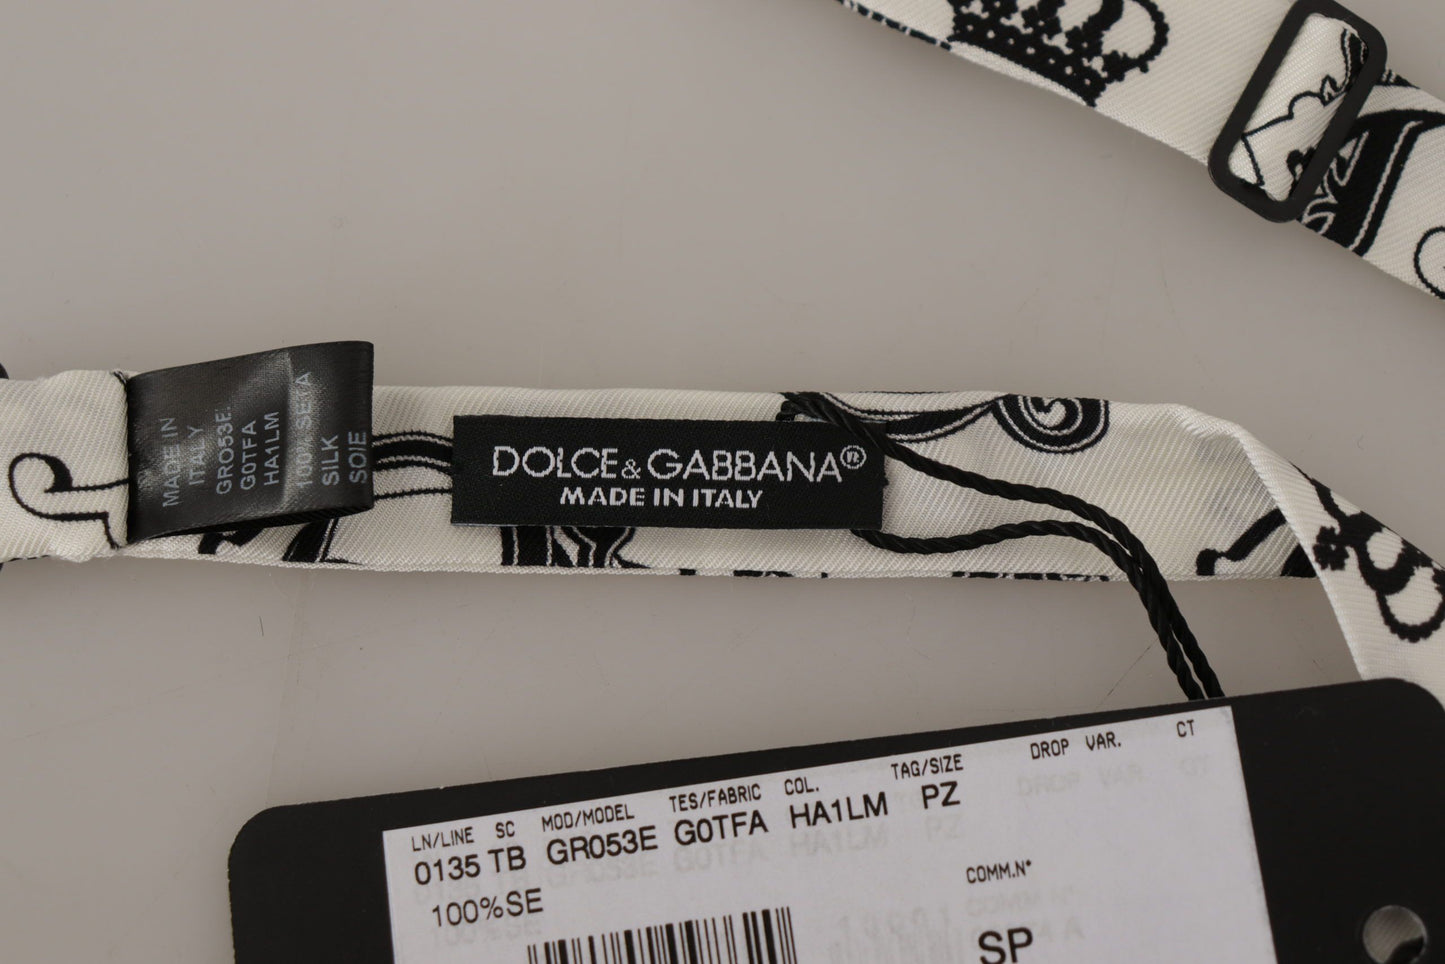 MADE IN
ITALY
GR053E
G0TFA
HA1LM
100% SETA
SILK
SOIE
DOLCE & GABBANA®
MADE IN ITALY
LN/LINE SC MOD/MODEL TES/FABRIC COL. TAG/SIZE DROP VAR. CT
0135 TB GR053E G0TFA HA1LM PZ
100%SE
COMM.N°
SP